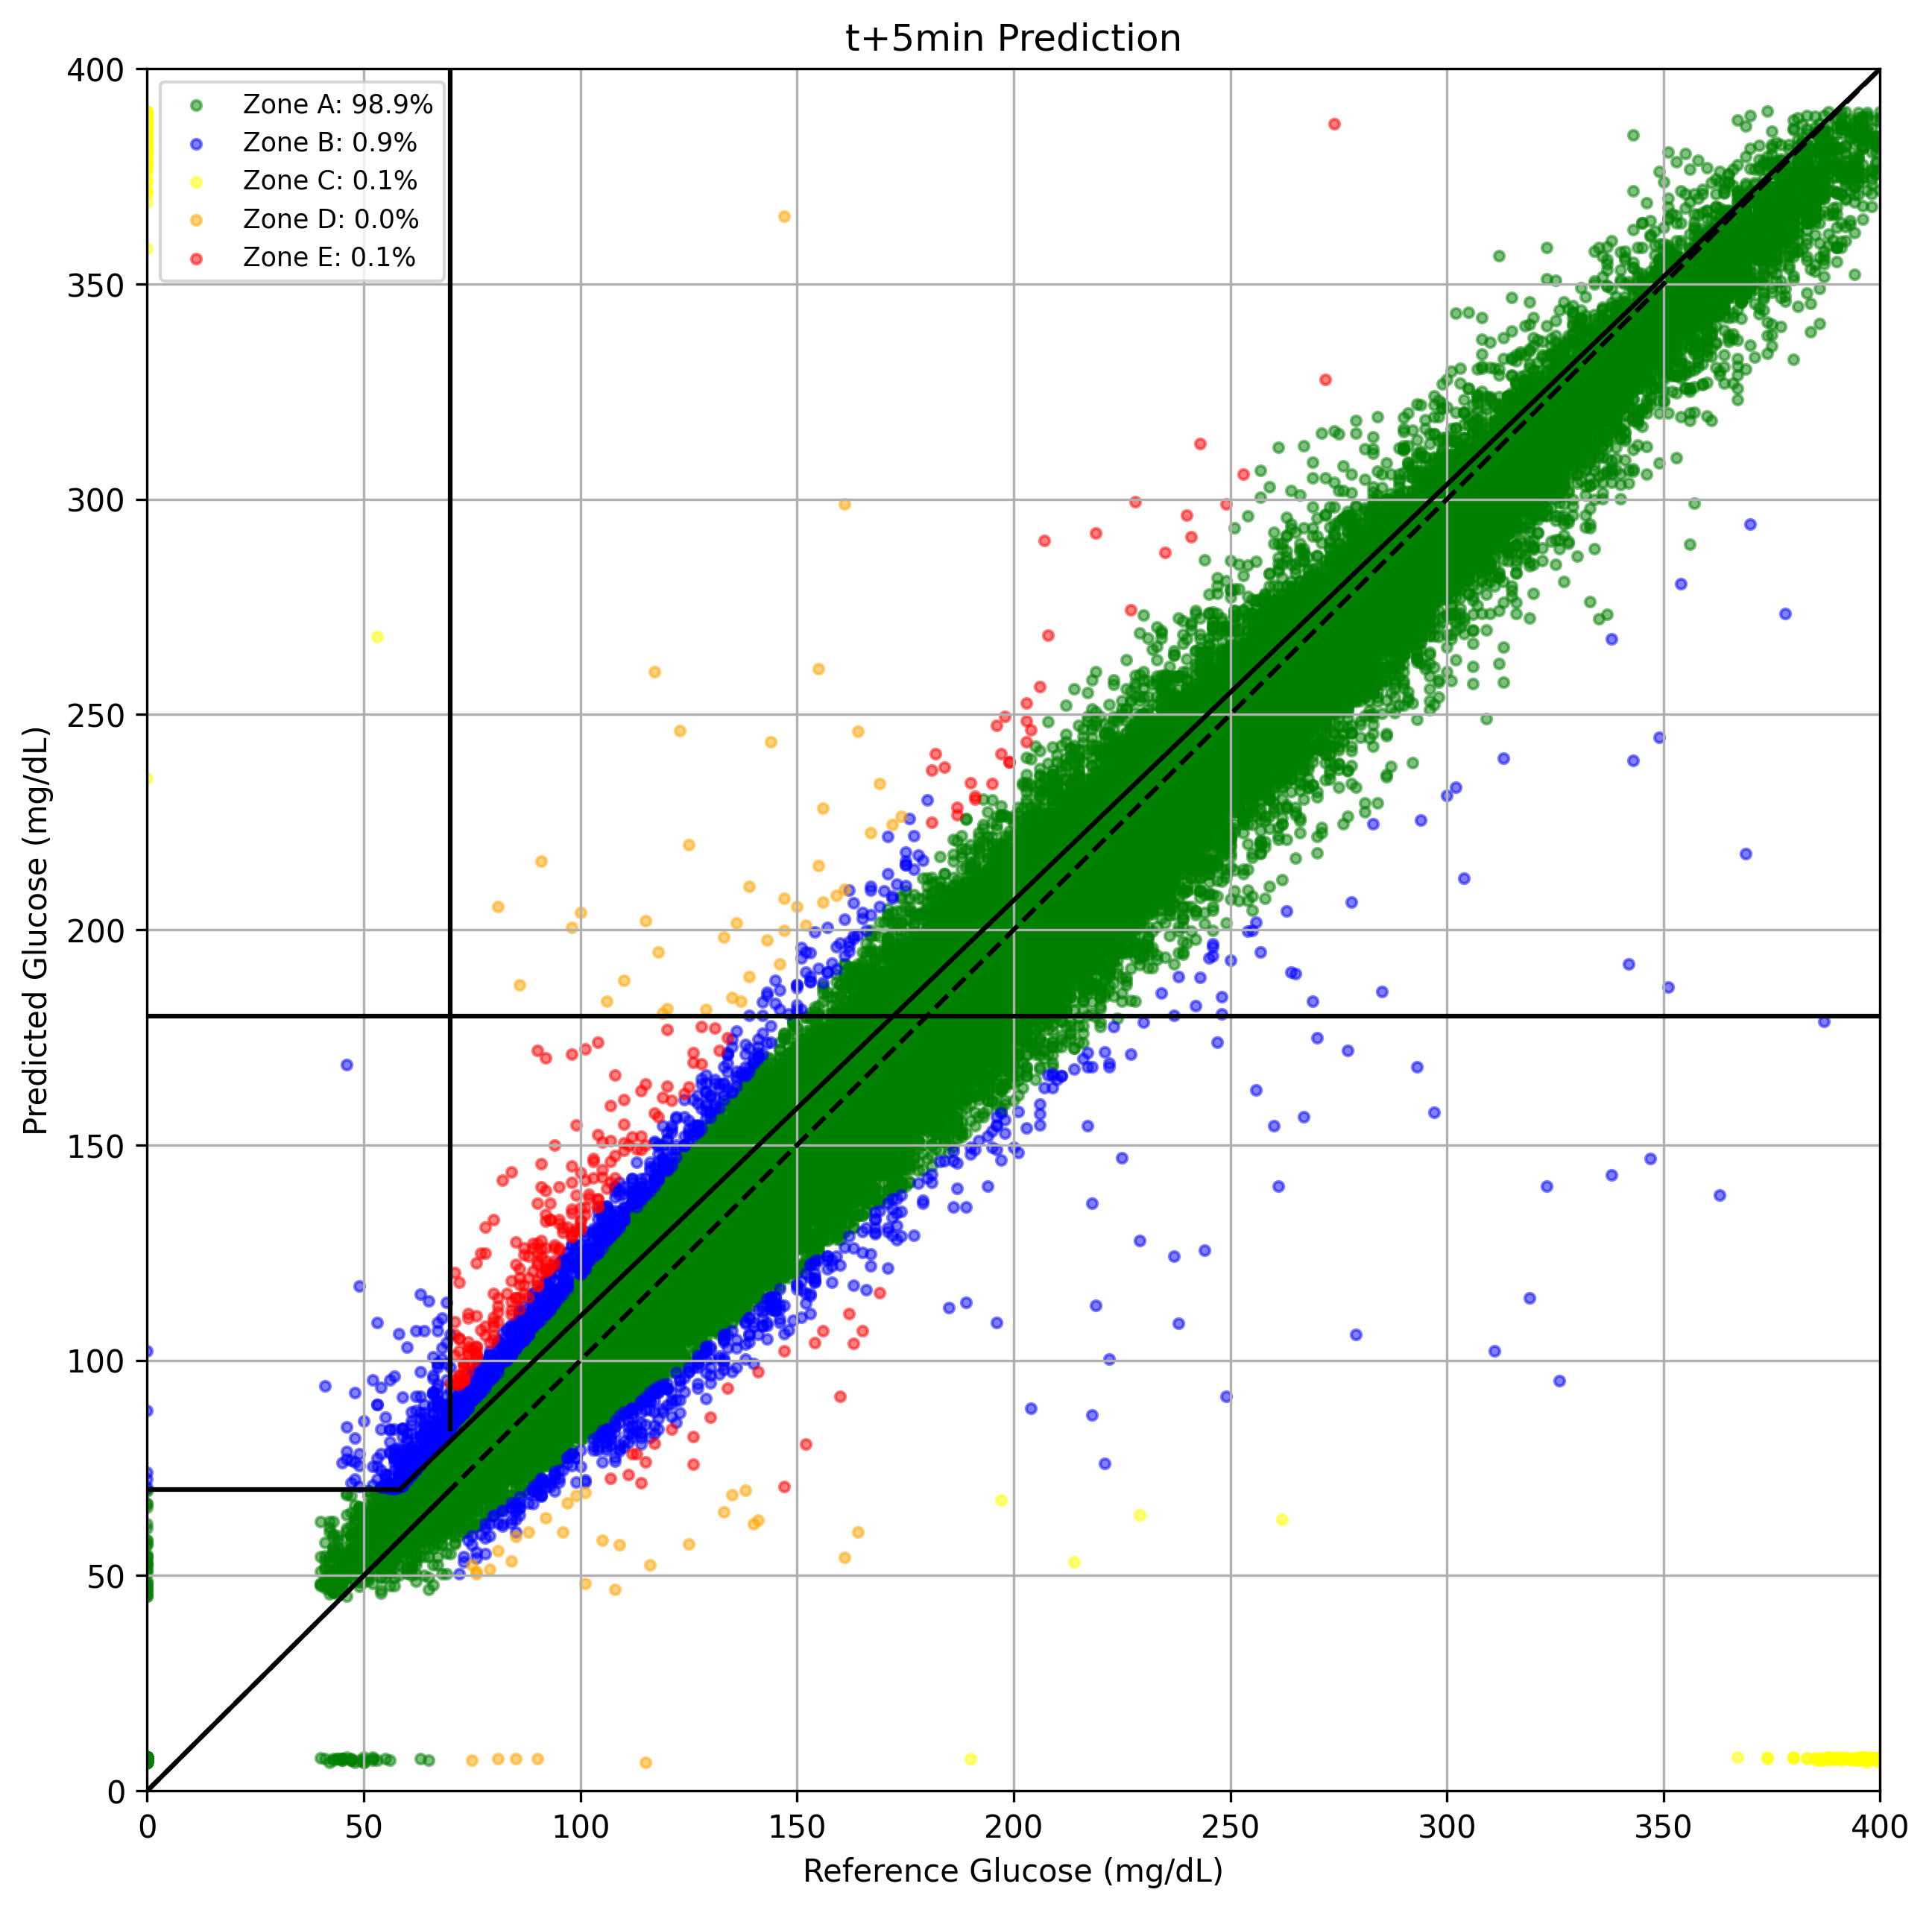 t+5min Prediction
Zone A: 98.9%
Zone B: 0.9%
Zone C: 0.1%
Zone D: 0.0%
Zone E: 0.1%
Predicted Glucose (mg/dL)
400
350
300
250
200
150
100
50
0
0 50 100 150 200 250 300 350 400
Reference Glucose (mg/dL)